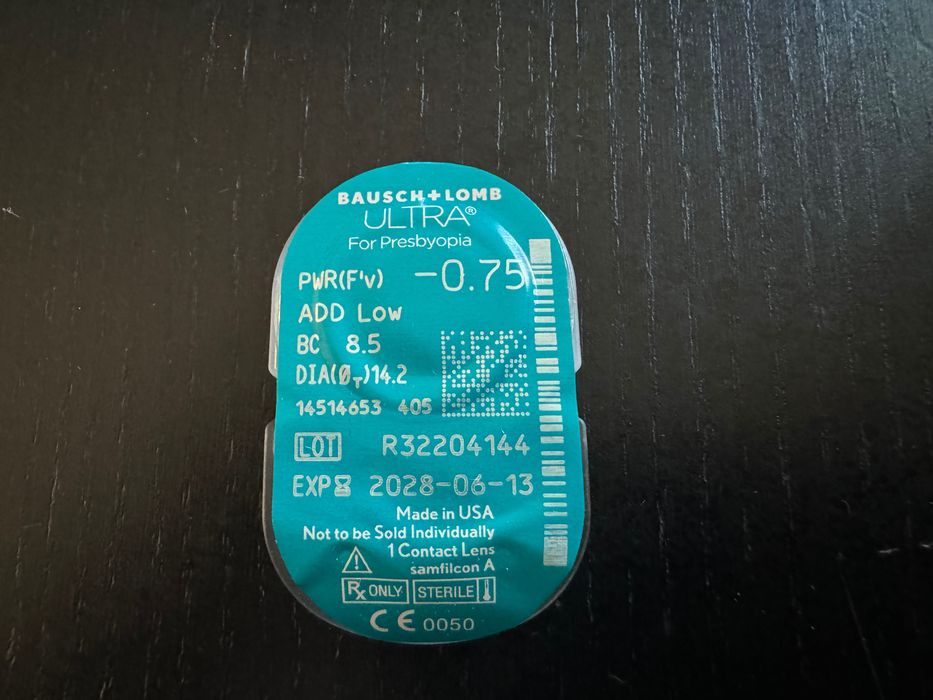 BAUSCH+LOMB
ULTRA®
For Presbyopia
PWR(F'v) -0.75
ADD Low
BC 8.5
DIA(Ø_T)14.2
14514653 405
LOT R32204144
EXP 2028-06-13
Made in USA
Not to be Sold Individually
1 Contact Lens
samfilcon A
Rx ONLY STERILE
CE 0050